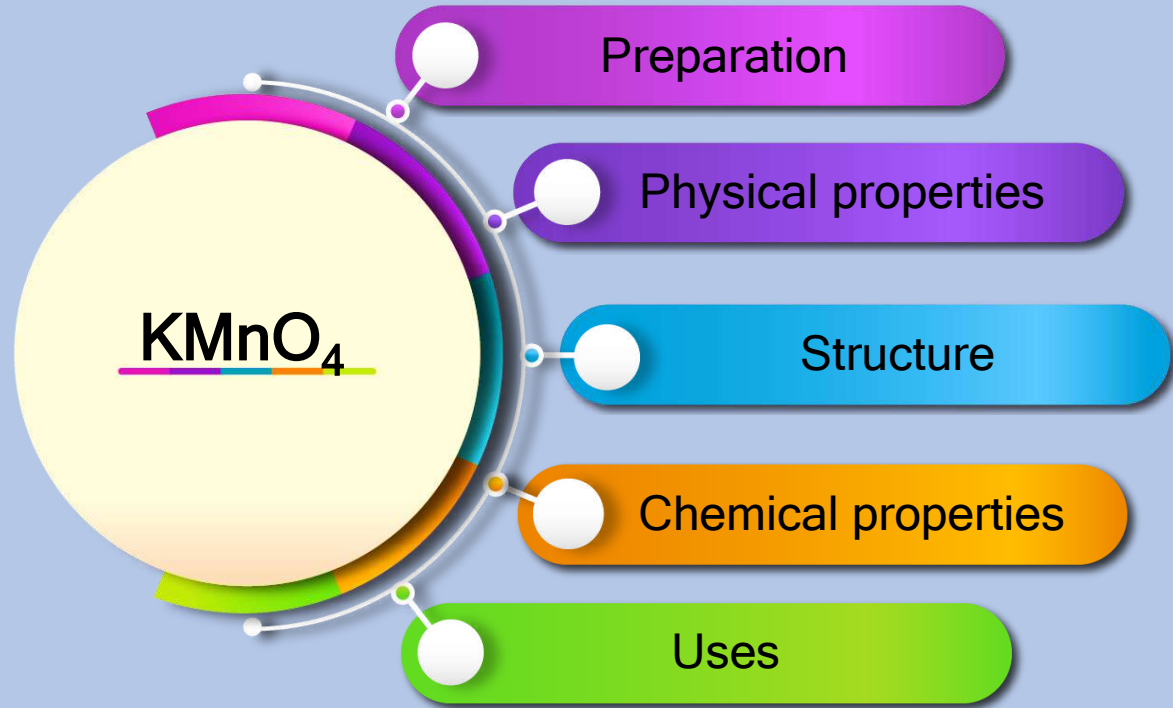 Preparation
Physical properties
KMnO₄
Structure
Chemical properties
Uses